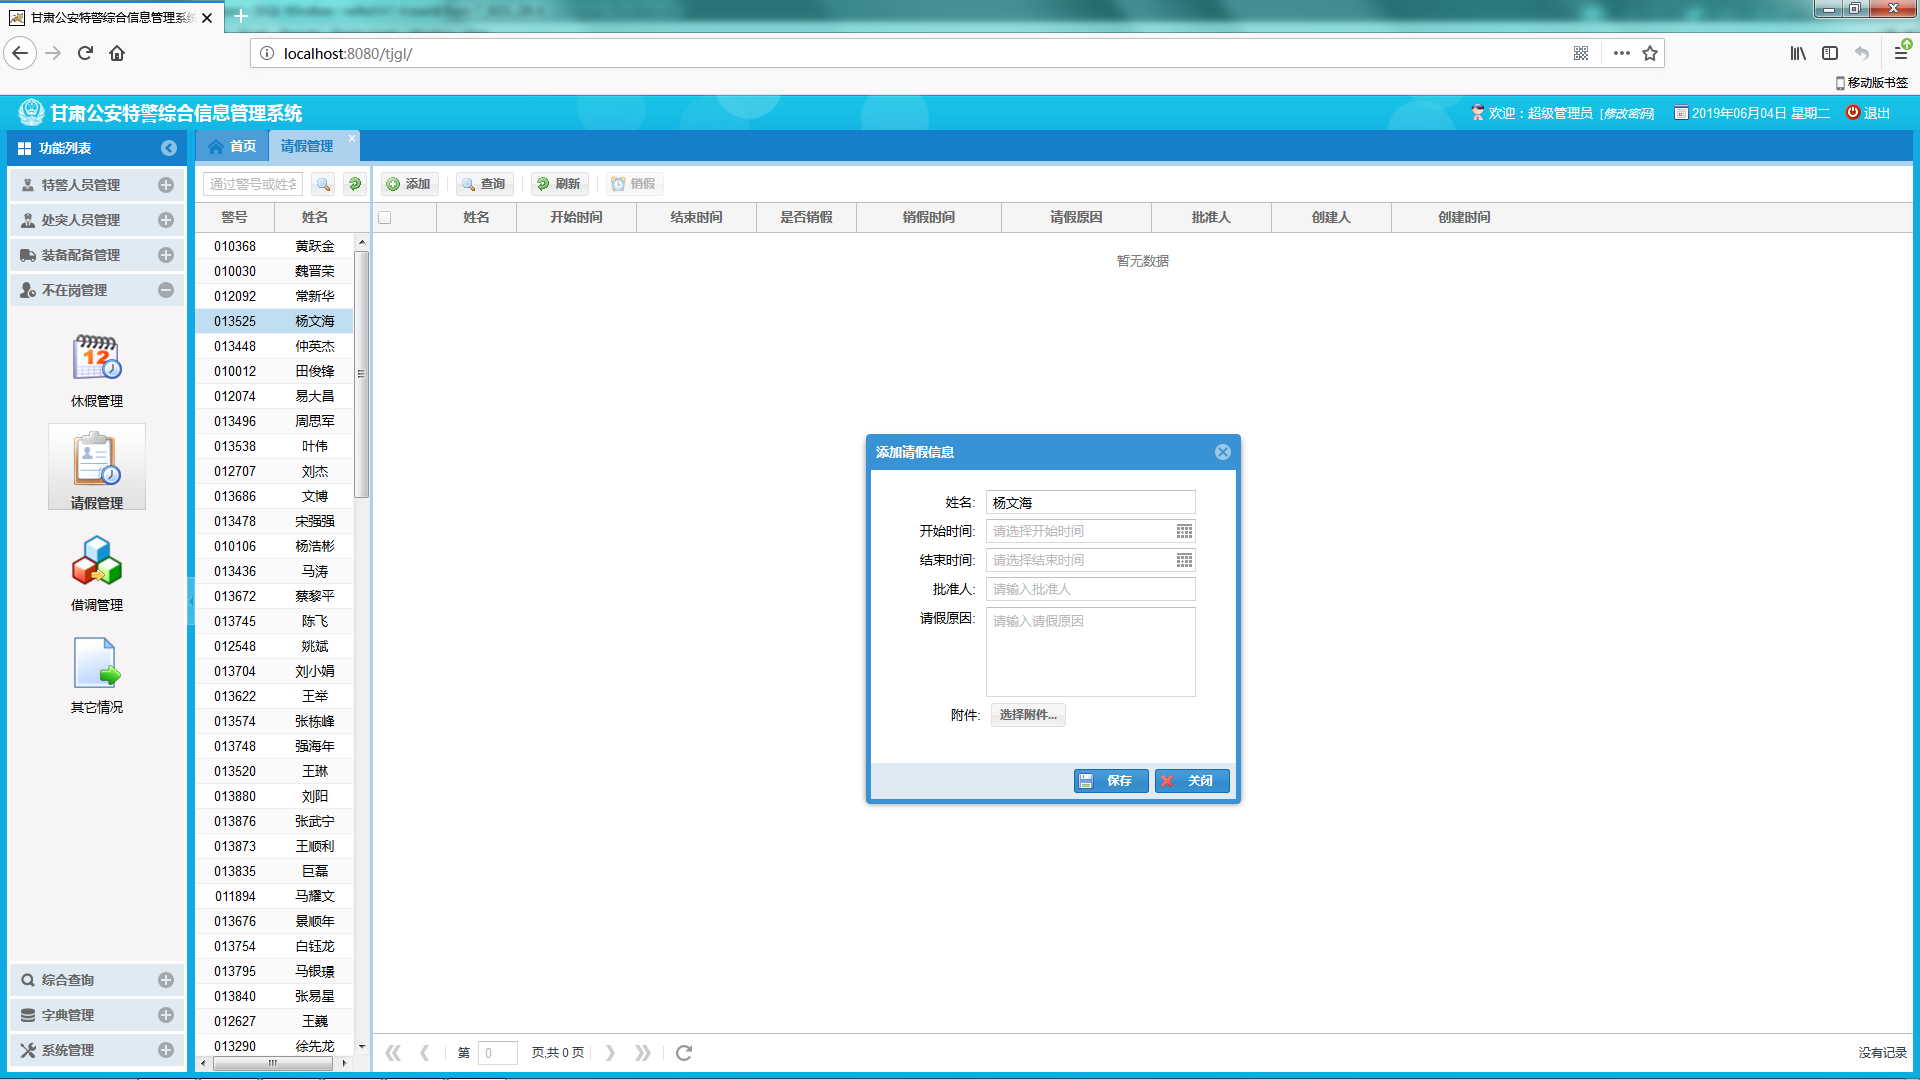 甘肃公安特警综合信息管理系统
localhost:8080/tjgl/
移动版书签
甘肃公安特警综合信息管理系统
欢迎：超级管理员 [修改密码] 2019年06月04日 星期二 退出
功能列表
首页 请假管理
特警人员管理
处突人员管理
装备配备管理
不在岗管理
12
休假管理
请假管理
借调管理
其它情况
综合查询
字典管理
系统管理
通过警号或姓名
添加 查询 刷新 销假
警号 姓名
姓名 开始时间 结束时间 是否销假 销假时间 请假原因 批准人 创建人 创建时间
暂无数据
010368 黄跃金
010030 魏晋荣
012092 常新华
013525 杨文海
013448 仲英杰
010012 田俊锋
012074 易大昌
013496 周思军
013538 叶伟
012707 刘杰
013686 文博
013478 宋强强
010106 杨浩彬
013436 马涛
013672 蔡黎平
013745 陈飞
012548 姚斌
013704 刘小娟
013622 王举
013574 张栋峰
013748 强海年
013520 王琳
013880 刘阳
013876 张武宁
013873 王顺利
013835 巨磊
011894 马耀文
013676 景顺年
013754 白钰龙
013795 马银璟
013840 张易星
012627 王巍
013290 徐先龙
添加请假信息
姓名: 杨文海
开始时间: 请选择开始时间
结束时间: 请选择结束时间
批准人: 请输入批准人
请假原因: 请输入请假原因
附件: 选择附件...
保存 关闭
第 0 页,共 0 页
没有记录